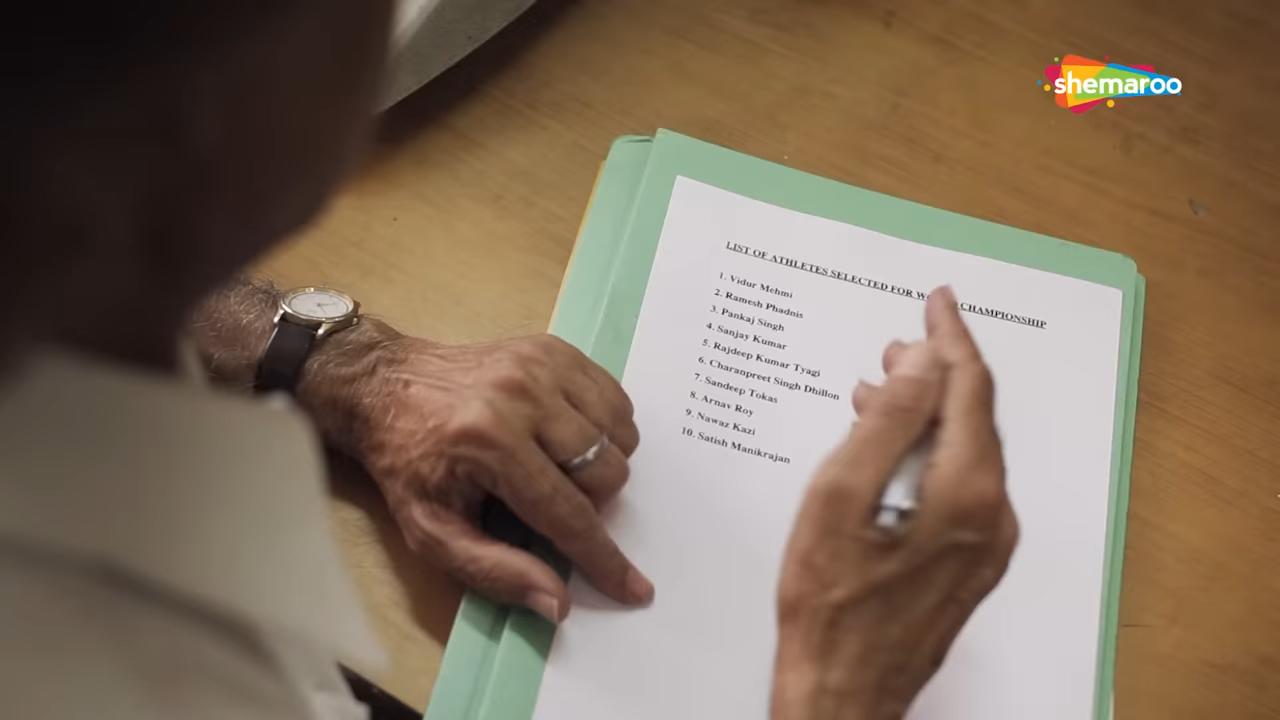 shemaroo
LIST OF ATHLETES SELECTED FOR CHAMPIONSHIP
1. Vidur Mehmi
2. Ramesh Phadnis
3. Pankaj Singh
4. Sanjay Kumar
5. Rajdeep Kumar Tyagi
6. Charanpreet Singh Dhillon
7. Sandeep Tokas
8. Arnav Roy
9. Nawaz Kazi
10. Satish Manikrajan